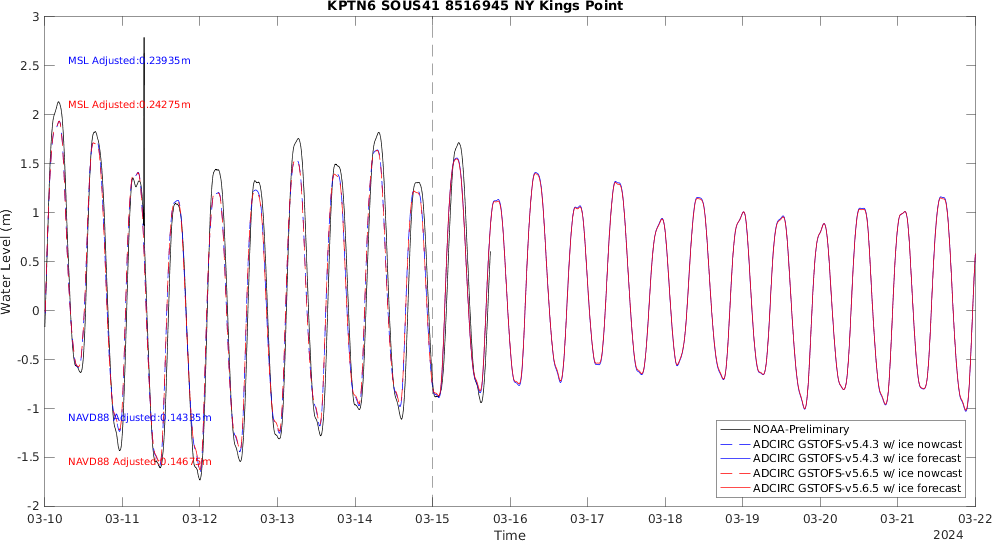 KPTN6 SOUS41 8516945 NY Kings Point
3
2.5
2
1.5
1
0.5
0
-0.5
-1
-1.5
-2
Water Level (m)
MSL Adjusted:0.23935m
MSL Adjusted:0.24275m
NAVD88 Adjusted:0.14335m
NAVD88 Adjusted:0.14675m
NOAA-Preliminary
ADCIRC GSTOFS-v5.4.3 w/ ice nowcast
ADCIRC GSTOFS-v5.4.3 w/ ice forecast
ADCIRC GSTOFS-v5.6.5 w/ ice nowcast
ADCIRC GSTOFS-v5.6.5 w/ ice forecast
03-10 03-11 03-12 03-13 03-14 03-15 03-16 03-17 03-18 03-19 03-20 03-21 03-22
Time
2024